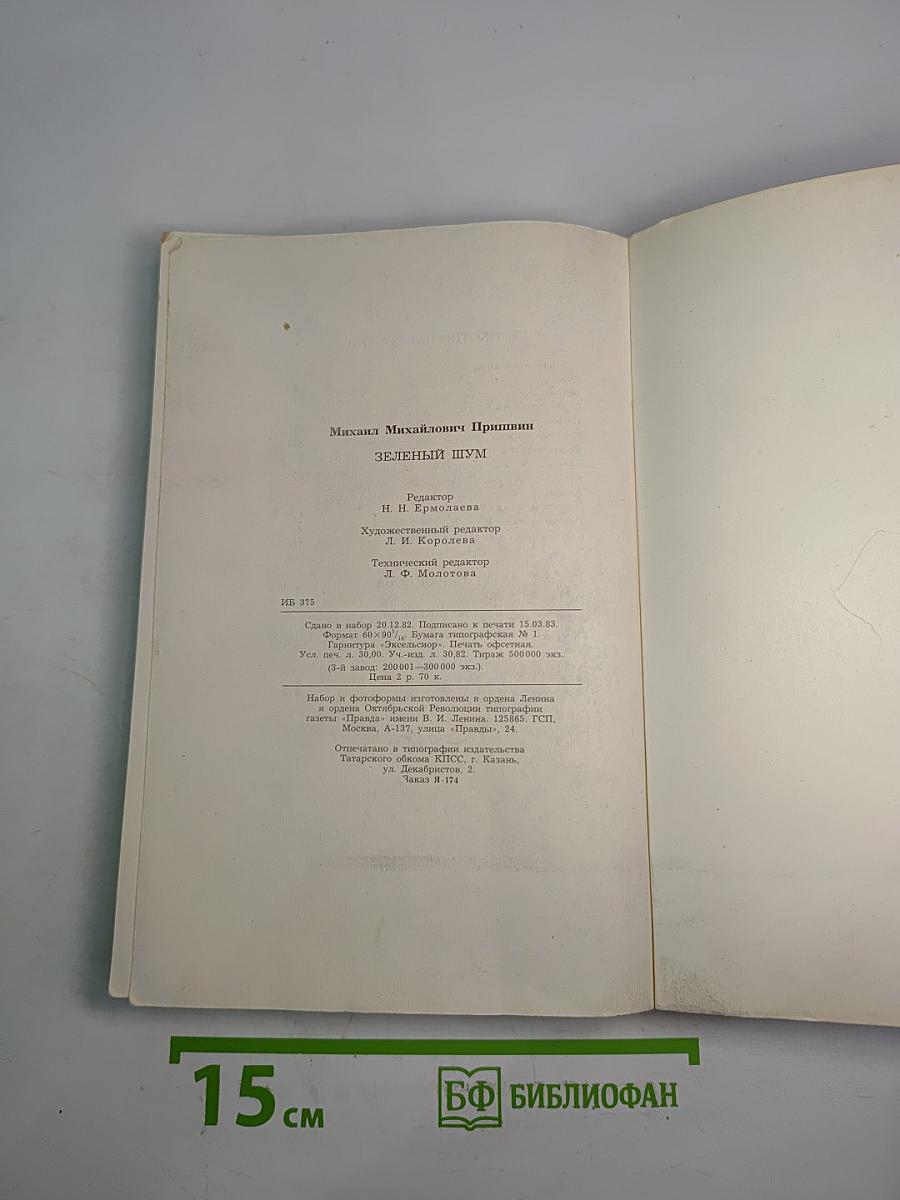 Михаил Михайлович Пришвин
ЗЕЛЕНЫЙ ШУМ
Редактор
Н. Н. Ермолаева
Художественный редактор
Л. И. Королева
Технический редактор
Л. Ф. Молотова
ИБ 375
Сдано в набор 20.12.82. Подписано к печати 15.03.83.
Формат 60×90¹/₁₆. Бумага типографская № 1.
Гарнитура «Эксельсиор». Печать офсетная.
Усл. печ. л. 30,00. Уч.-изд. л. 30,82. Тираж 500 000 экз.
(3-й завод: 200 001—300 000 экз.).
Цена 2 р. 70 к.
Набор и фотоформы изготовлены в ордена Ленина
и ордена Октябрьской Революции типографии
газеты «Правда» имени В. И. Ленина. 125865. ГСП,
Москва, А-137, улица «Правды», 24.
Отпечатано в типографии издательства
Татарского обкома КПСС, г. Казань,
ул. Декабристов, 2.
Заказ Я-174
15 см
БФ БИБЛИОФАН